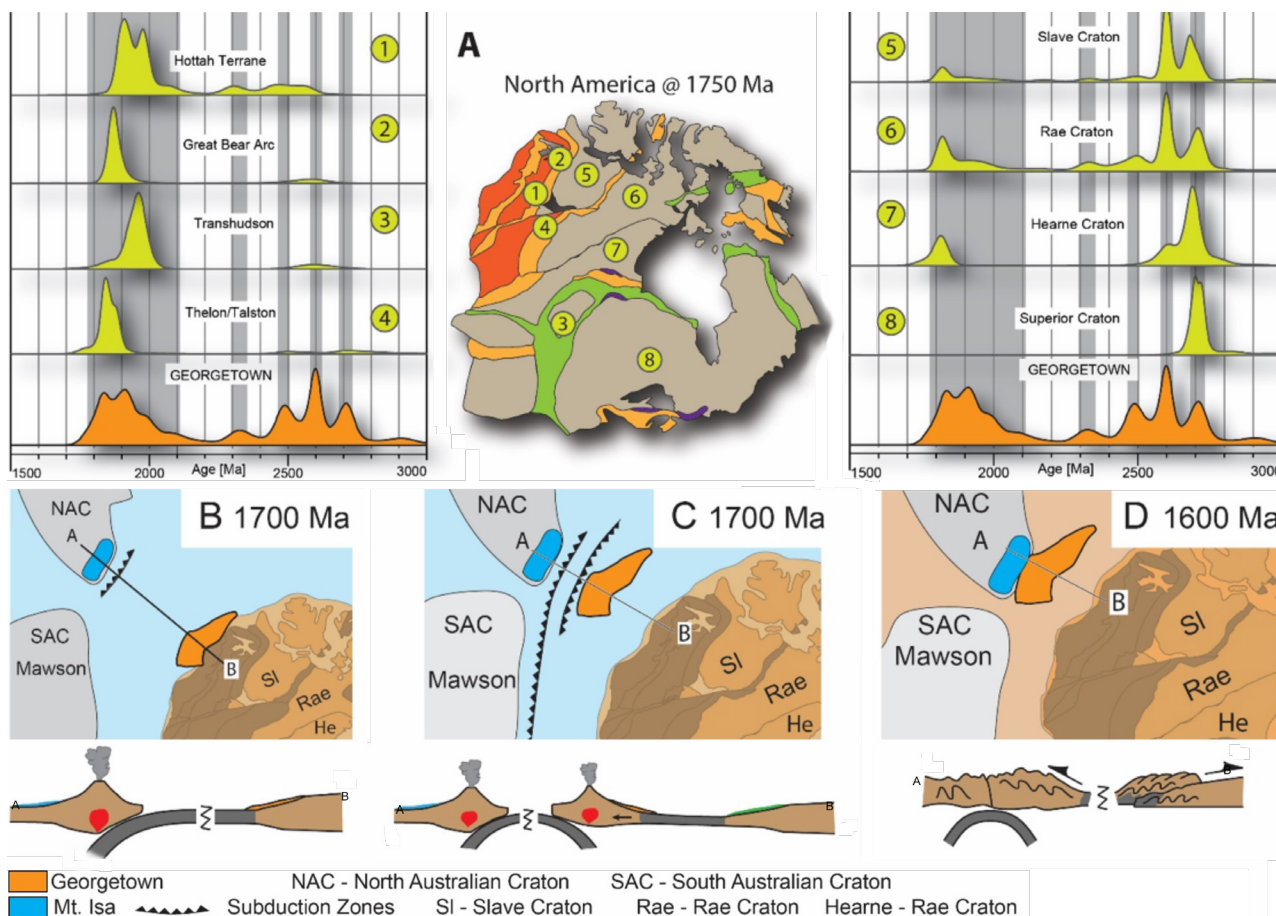 Hottah Terrane
1
Great Bear Arc
2
Transhudson
3
Thelon/Talston
4
GEORGETOWN
1500 2000 2500 3000
Age [Ma]
A
North America @ 1750 Ma
1
2
5
6
4
7
3
8
5
Slave Craton
6
Rae Craton
7
Hearne Craton
8
Superior Craton
GEORGETOWN
1500 2000 2500 3000
Age [Ma]
B 1700 Ma
NAC
A
SAC
Mawson
B
Sl
Rae
He
A B
C 1700 Ma
NAC
A
SAC
Mawson
B
Sl
Rae
He
A B
D 1600 Ma
NAC
A
SAC
Mawson
B
Sl
Rae
He
A B
Georgetown NAC - North Australian Craton SAC - South Australian Craton
Mt. Isa Subduction Zones Sl - Slave Craton Rae - Rae Craton Hearne - Rae Craton